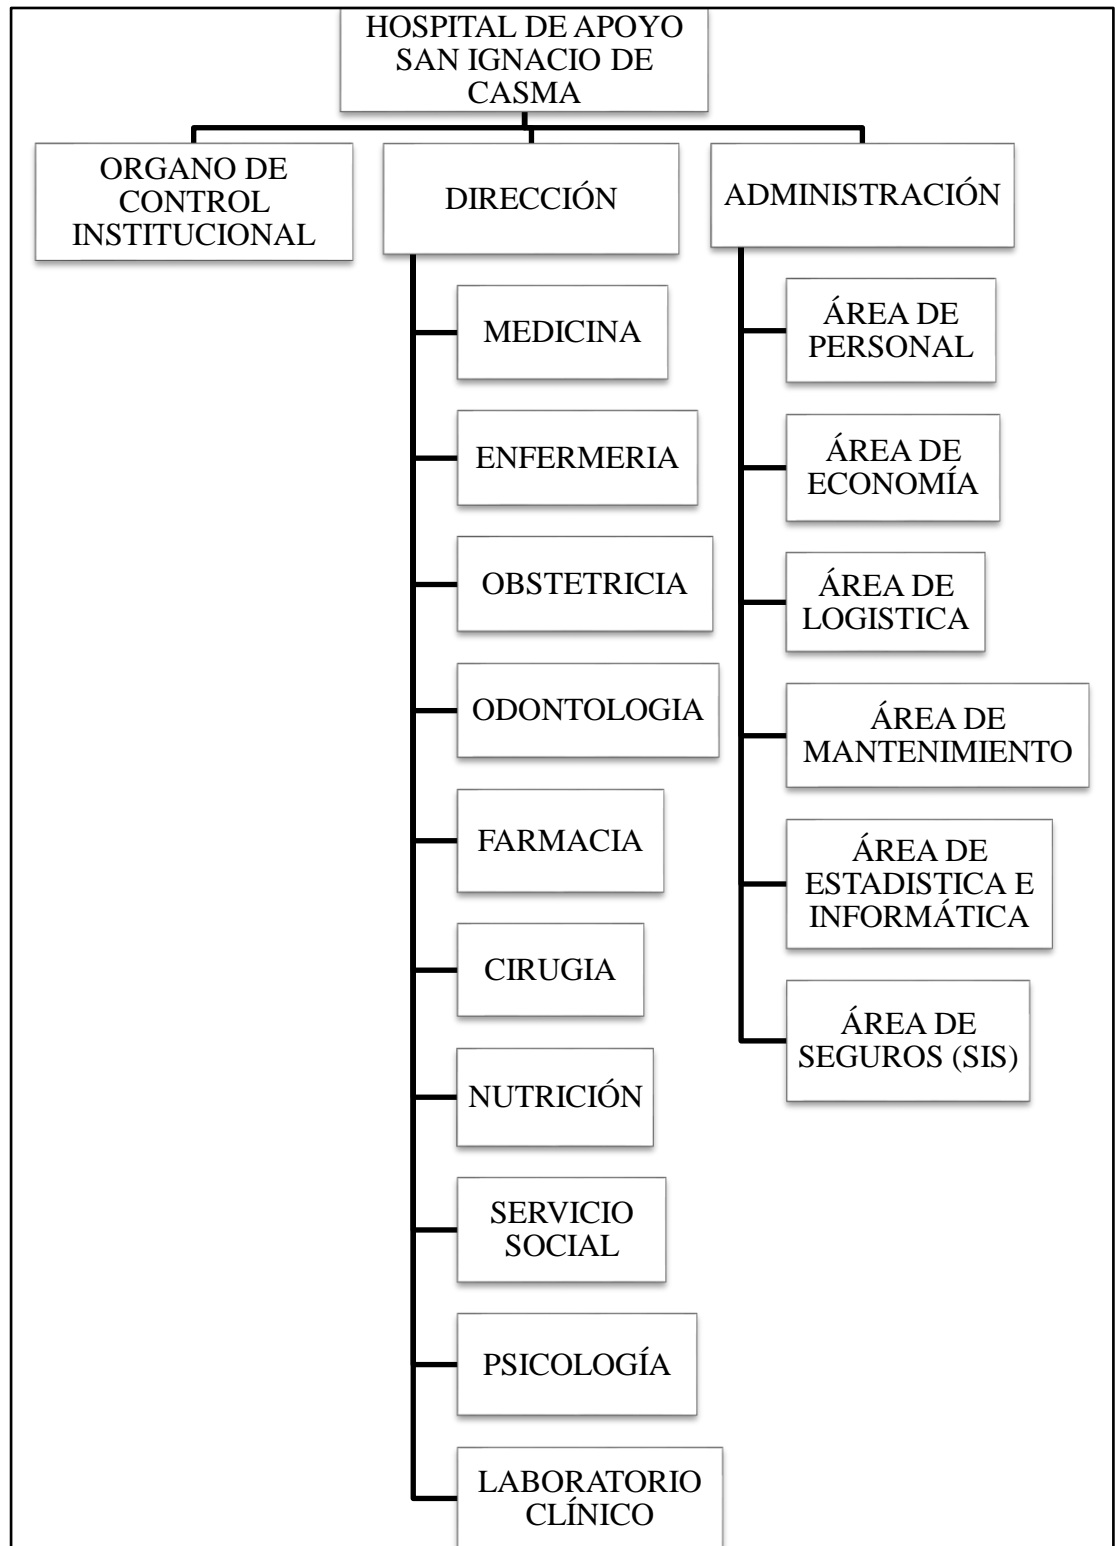 HOSPITAL DE APOYO
SAN IGNACIO DE
CASMA
ORGANO DE
CONTROL
INSTITUCIONAL
DIRECCIÓN
MEDICINA
ENFERMERIA
OBSTETRICIA
ODONTOLOGIA
FARMACIA
CIRUGIA
NUTRICIÓN
SERVICIO
SOCIAL
PSICOLOGÍA
LABORATORIO
CLÍNICO
ADMINISTRACIÓN
ÁREA DE
PERSONAL
ÁREA DE
ECONOMÍA
ÁREA DE
LOGISTICA
ÁREA DE
MANTENIMIENTO
ÁREA DE
ESTADISTICA E
INFORMÁTICA
ÁREA DE
SEGUROS (SIS)